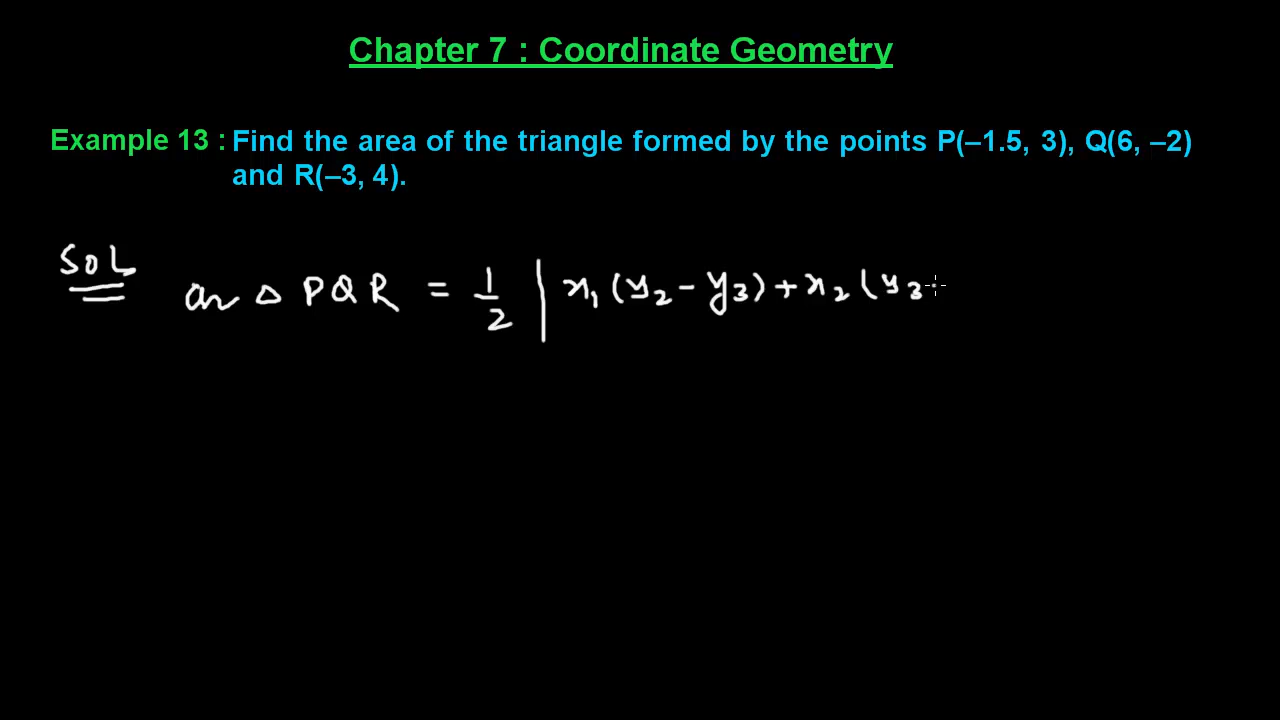 Chapter 7 : Coordinate Geometry
Example 13 : Find the area of the triangle formed by the points P(–1.5, 3), Q(6, –2)
and R(–3, 4).
SOL
ar △ PQR = 1/2 | x₁ (y₂ - y₃) + x₂ (y₃